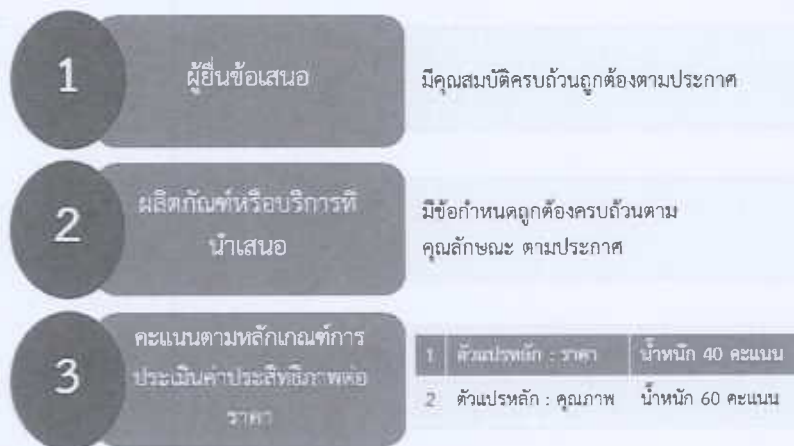 1
ผู้ยื่นข้อเสนอ
มีคุณสมบัติครบถ้วนถูกต้องตามประกาศ
2
ผลิตภัณฑ์หรือบริการที่
นำเสนอ
มีข้อกำหนดถูกต้องครบถ้วนตาม
คุณลักษณะ ตามประกาศ
3
คะแนนตามหลักเกณฑ์การ
ประเมินค่าประสิทธิภาพต่อ
ราคา
1 ตัวแปรหลัก : ราคา น้ำหนัก 40 คะแนน
2 ตัวแปรหลัก : คุณภาพ น้ำหนัก 60 คะแนน